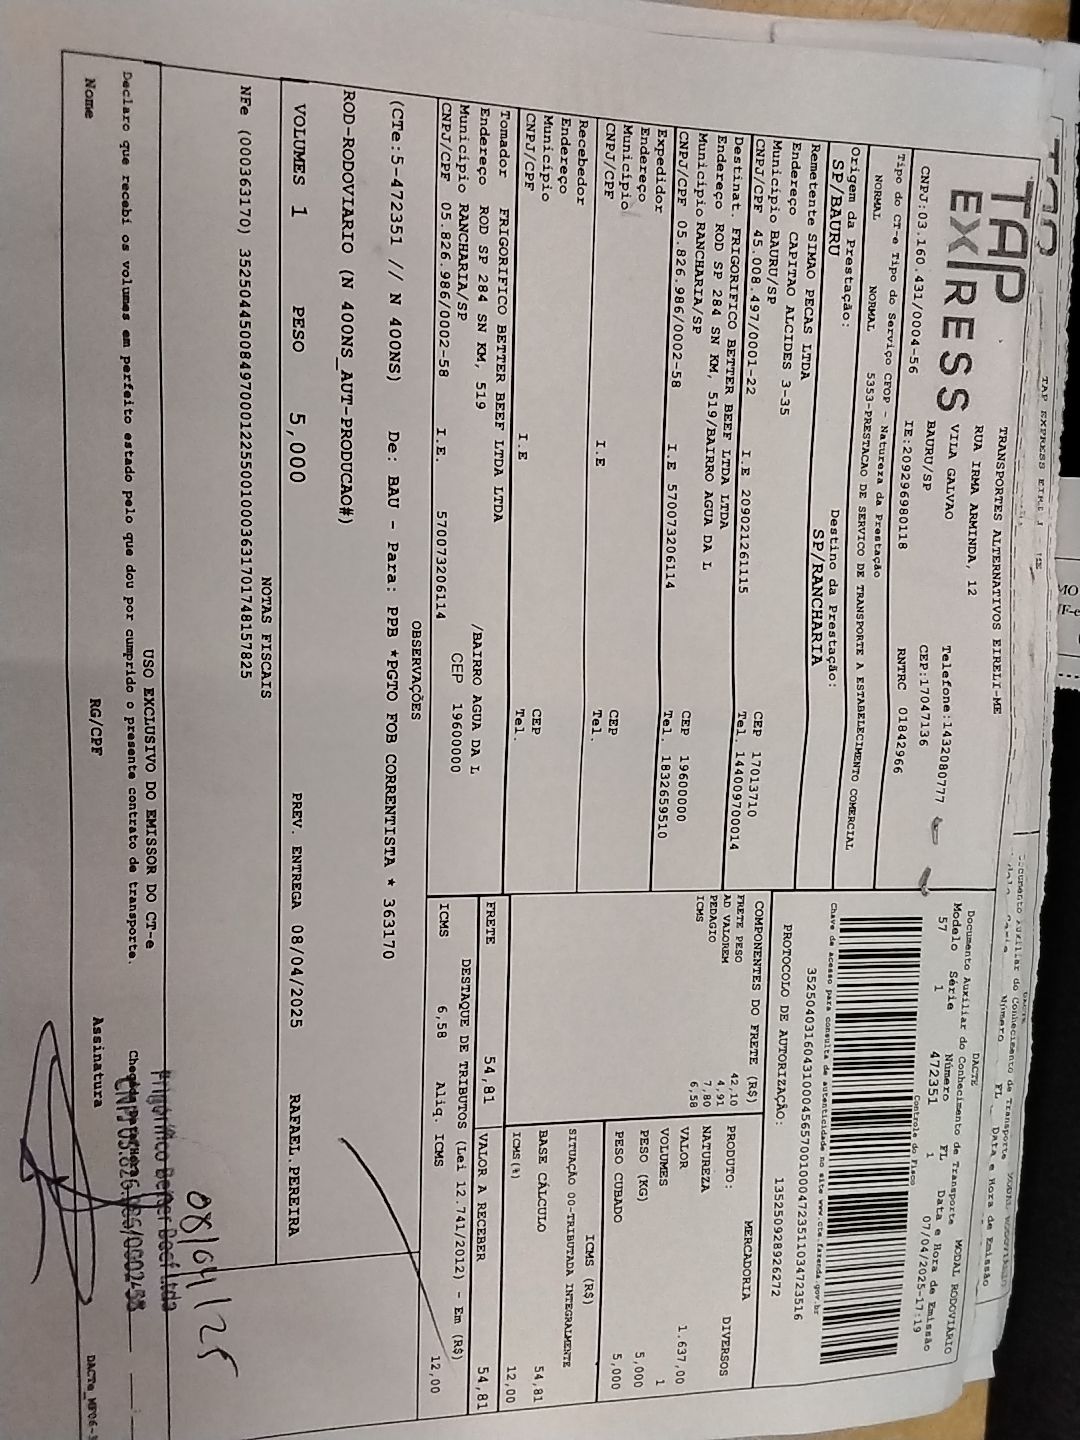 TAP
EXPRESS
TRANSPORTES ALTERNATIVOS EIRELI-ME
RUA IRMA ARMINDA, 12
VILA GALVAO
BAURU/SP
Telefone:1432080777
CEP:17047136
CNPJ:03.160.431/0004-56 IE:209296980118 RNTRC 01842966
DACTE
Documento Auxiliar do Conhecimento de Transporte MODAL RODOVIÁRIO
Modelo Série Número FL Data e Hora de Emissão
57 1 472351 1 07/04/2025-17:19
Controle do Fisco
Chave de acesso para consulta de autenticidade no site www.cte.fazenda.gov.br
Tipo do CT-e Tipo do Serviço CFOP - Natureza da Prestação
NORMAL NORMAL 5353-PRESTACAO DE SERVICO DE TRANSPORTE A ESTABELECIMENTO COMERCIAL
PROTOCOLO DE AUTORIZAÇÃO: 135250928926272
Origem da Prestação: Destino da Prestação:
SP/BAURU SP/RANCHARIA
Remetente SIMAO PECAS LTDA
Endereço CAPITAO ALCIDES 3-35
Município BAURU/SP CEP 17013710
CNPJ/CPF 45.008.497/0001-22 I.E 209021261115 Tel. 144009700014
Destinat. FRIGORIFICO BETTER BEEF LTDA LTDA
Endereço ROD SP 284 SN KM, 519/BAIRRO AGUA DA L
Município RANCHARIA/SP CEP 19600000
CNPJ/CPF 05.826.986/0002-58 I.E 570073206114 Tel. 1832659510
Expedidor
Endereço
Município CEP
CNPJ/CPF I.E Tel.
Recebedor
Endereço
Município CEP
CNPJ/CPF I.E Tel.
Tomador FRIGORIFICO BETTER BEEF LTDA LTDA
Endereço ROD SP 284 SN KM, 519 /BAIRRO AGUA DA L
Município RANCHARIA/SP CEP 19600000
CNPJ/CPF 05.826.986/0002-58 I.E. 570073206114
COMPONENTES DO FRETE (R$)
FRETE PESO 42,10
AD VALOREM 4,91
PEDAGIO 7,80
ICMS 6,58
MERCADORIA
PRODUTO: DIVERSOS
NATUREZA
VALOR 1.637,00
VOLUMES 1
PESO (KG) 5,000
PESO CUBADO 5,000
ICMS (R$)
SITUAÇÃO 00-TRIBUTADA INTEGRALMENTE
BASE CÁLCULO 54,81
ICMS(%) 12,00
FRETE 54,81 VALOR A RECEBER 54,81
DESTAQUE DE TRIBUTOS (Lei 12.741/2012) - Em (R$)
ICMS 6,58 Aliq. ICMS 12,00
OBSERVAÇÕES
(CTe:5-472351 // N 400NS) De: BAU - Para: PPB *PGTO FOB CORRENTISTA * 363170
ROD-RODOVIARIO (N 400NS_AUT-PRODUCAO#)
VOLUMES 1 PESO 5,000 PREV. ENTREGA 08/04/2025 RAFAEL.PEREIRA
NOTAS FISCAIS
USO EXCLUSIVO DO EMISSOR DO CT-e
Declaro que recebi os volumes em perfeito estado pelo que dou por cumprido o presente contrato de transporte.
Nome RG/CPF Assinatura
08/04/25
Frigorífico Better Beef Ltda
DACTe_MF06-3